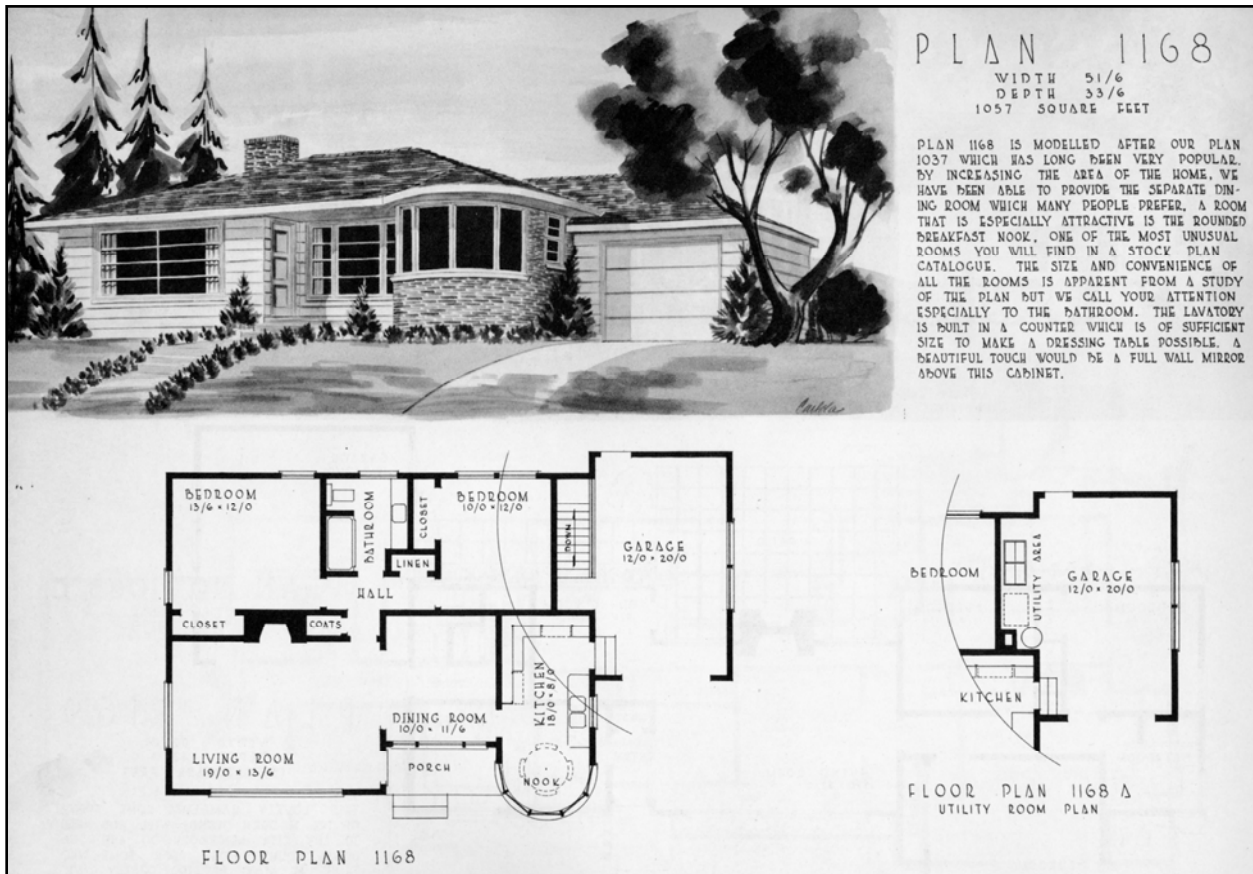 PLAN 1168
WIDTH 51/6
DEPTH 33/6
1057 SQUARE FEET
PLAN 1168 IS MODELLED AFTER OUR PLAN
1037 WHICH HAS LONG BEEN VERY POPULAR.
BY INCREASING THE AREA OF THE HOME, WE
HAVE BEEN ABLE TO PROVIDE THE SEPARATE DIN-
ING ROOM WHICH MANY PEOPLE PREFER. A ROOM
THAT IS ESPECIALLY ATTRACTIVE IS THE ROUNDED
BREAKFAST NOOK, ONE OF THE MOST UNUSUAL
ROOMS YOU WILL FIND IN A STOCK PLAN
CATALOGUE. THE SIZE AND CONVENIENCE OF
ALL THE ROOMS IS APPARENT FROM A STUDY
OF THE PLAN BUT WE CALL YOUR ATTENTION
ESPECIALLY TO THE BATHROOM. THE LAVATORY
IS BUILT IN A COUNTER WHICH IS OF SUFFICIENT
SIZE TO MAKE A DRESSING TABLE POSSIBLE. A
BEAUTIFUL TOUCH WOULD BE A FULL WALL MIRROR
ABOVE THIS CABINET.
BEDROOM
13/6 × 12/0
BATHROOM
CLOSET
BEDROOM
10/0 × 12/0
LINEN
HALL
DOWN
GARAGE
12/0 × 20/0
CLOSET
COATS
KITCHEN
18/0 × 8/0
DINING ROOM
10/0 × 11/6
LIVING ROOM
19/0 × 13/6
PORCH
NOOK
FLOOR PLAN 1168
BEDROOM
UTILITY AREA
GARAGE
12/0 × 20/0
KITCHEN
FLOOR PLAN 1168 A
UTILITY ROOM PLAN